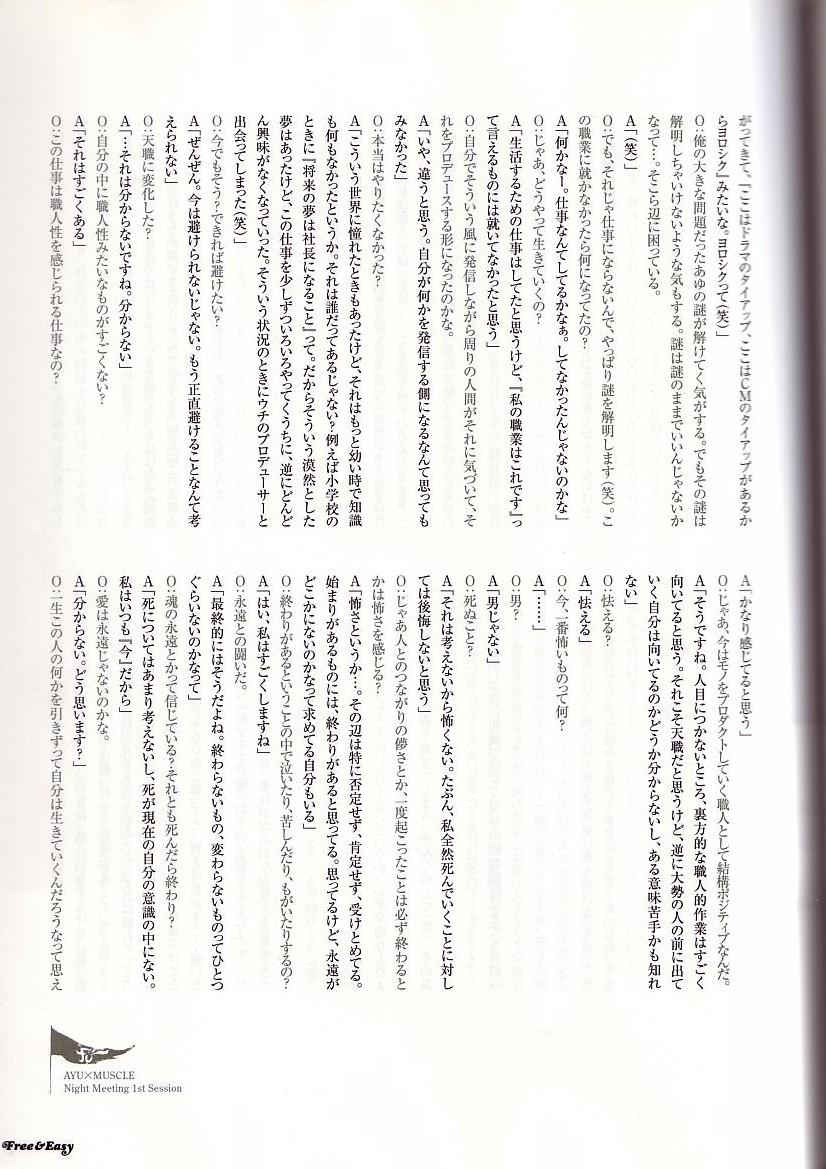 がってきて、『ここはドラマのタイアップ、ここはCMのタイアップがあるか
らヨロシク』みたいな。ヨロシクって(笑)」
O:俺の大きな問題だったあゆの謎が解けてく気がする。でもその謎は
解明しちゃいけないような気もする。謎は謎のままでいいんじゃないか
なって…。そこら辺に困っている。
A「(笑)」
O:でも、それじゃ仕事にならないんで、やっぱり謎を解明します(笑)。こ
の職業に就かなかったら何になってたの?
A「何かなー。仕事なんてしてるかなぁ。してなかったんじゃないのかな」
O:じゃあ、どうやって生きていくの?
A「生活するための仕事はしてたと思うけど、『私の職業はこれです』っ
て言えるものには就いてなかったと思う」
O:自分でそういう風に発信しながら周りの人間がそれに気づいて、そ
れをプロデュースする形になったのかな。
A「いや、違うと思う。自分が何かを発信する側になるなんて思っても
みなかった」
O:本当はやりたくなかった?
A「こういう世界に憧れたときもあったけど、それはもっと幼い時で知識
も何もなかったというか。それは誰だってあるじゃない?例えば小学校の
ときに『将来の夢は社長になること』って。だからそういう漠然とした
夢はあったけど、この仕事を少しずついろいろやってくうちに、逆にどんど
ん興味がなくなっていった。そういう状況のときにウチのプロデューサーと
出会ってしまった(笑)」
O:今でもそう?できれば避けたい?
A「ぜんぜん。今は避けられないじゃない。もう正直避けることなんて考
えられない」
O:天職に変化した?
A「…それは分からないですね。分からない」
O:自分の中に職人性みたいなものがすごくない?
A「それはすごくある」
O:この仕事は職人性を感じられる仕事なの?
A「かなり感じてると思う」
O:じゃあ、今はモノをプロダクトしていく職人として結構ポジティブなんだ。
A「そうですね。人目につかないところ、裏方的な職人的作業はすごく
向いてると思う。それこそ天職だと思うけど、逆に大勢の人の前に出て
いく自分は向いてるのかどうか分からないし、ある意味苦手かも知れ
ない」
O:怯える?
A「怯える」
O:今、一番怖いものって何?
A「……」
O:男?
A「男じゃない」
O:死ぬこと?
A「それは考えないから怖くない。たぶん、私全然死んでいくことに対し
ては後悔しないと思う」
O:じゃあ人とのつながりの儚さとか、一度起こったことは必ず終わると
かは怖さを感じる?
A「怖さというか…。その辺は特に否定せず、肯定せず、受けとめてる。
始まりがあるものには、終わりがあると思ってる。思ってるけど、永遠が
どこかにないのかなって求めてる自分もいる」
O:終わりがあるということの中で泣いたり、苦しんだり、もがいたりするの?
A「はい、私はすごくしますね」
O:永遠との闘いだ。
A「最終的にはそうだよね。終わらないもの、変わらないものってひとつ
ぐらいないのかなって」
O:魂の永遠とかって信じている?それとも死んだら終わり?
A「死についてはあまり考えないし、死が現在の自分の意識の中にない。
私はいつも『今』だから」
O:愛は永遠じゃないのかな。
A「分からない。どう思います?」
O:一生この人の何かを引きずって自分は生きていくんだろうなって思え
AYU×MUSCLE
Night Meeting 1st Session
Free&Easy